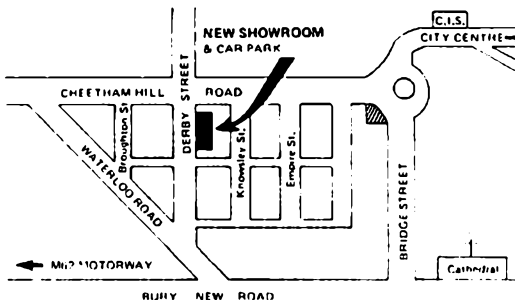 C.I.S.
NEW SHOWROOM
& CAR PARK
CITY CENTRE
CHEETHAM HILL ROAD
DERBY STREET
Broughton St.
Knowsley St.
Empire St.
WATERLOO ROAD
BRIDGE STREET
M62 MOTORWAY
Cathedral
BURY NEW ROAD